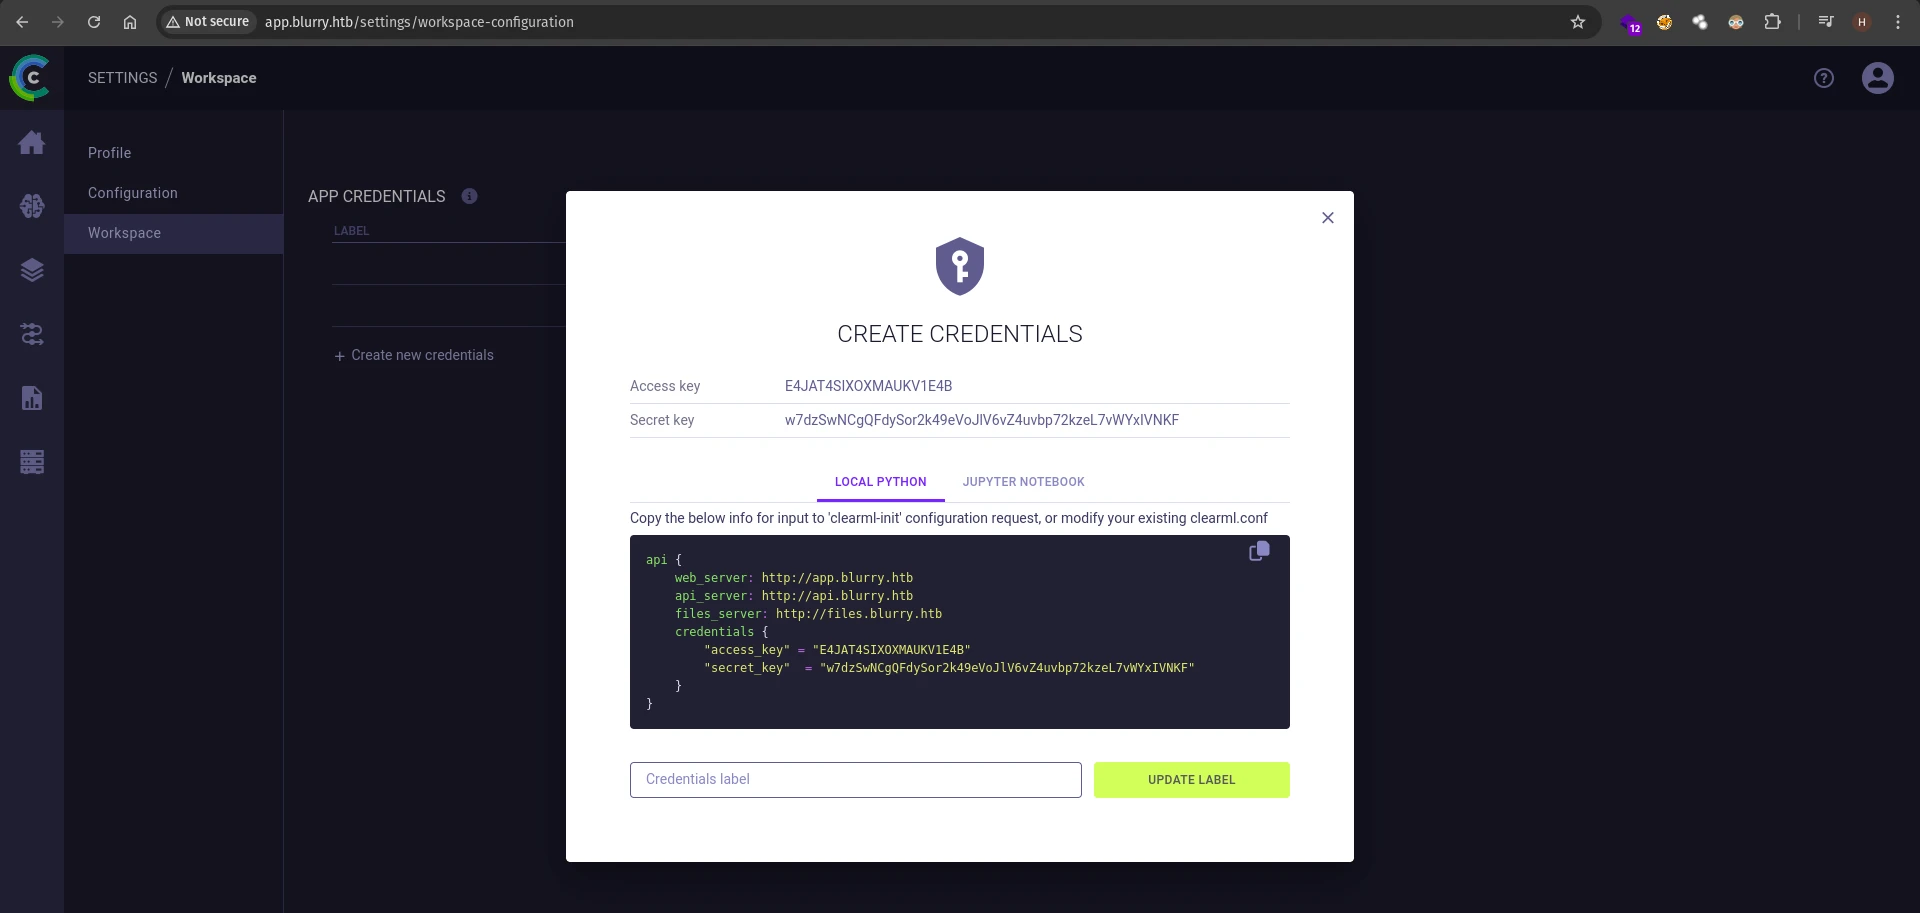 Not secure app.blurry.htb/settings/workspace-configuration
12
H
C
SETTINGS / Workspace
?
Profile
Configuration
Workspace
APP CREDENTIALS i
LABEL
+ Create new credentials
CREATE CREDENTIALS
Access key E4JAT4SIXOXMAUKV1E4B
Secret key w7dzSwNCgQFdySor2k49eVoJlV6vZ4uvbp72kzeL7vWYxIVNKF
LOCAL PYTHON JUPYTER NOTEBOOK
Copy the below info for input to 'clearml-init' configuration request, or modify your existing clearml.conf
api {
web_server: http://app.blurry.htb
api_server: http://api.blurry.htb
files_server: http://files.blurry.htb
credentials {
"access_key" = "E4JAT4SIXOXMAUKV1E4B"
"secret_key" = "w7dzSwNCgQFdySor2k49eVoJlV6vZ4uvbp72kzeL7vWYxIVNKF"
}
}
Credentials label UPDATE LABEL